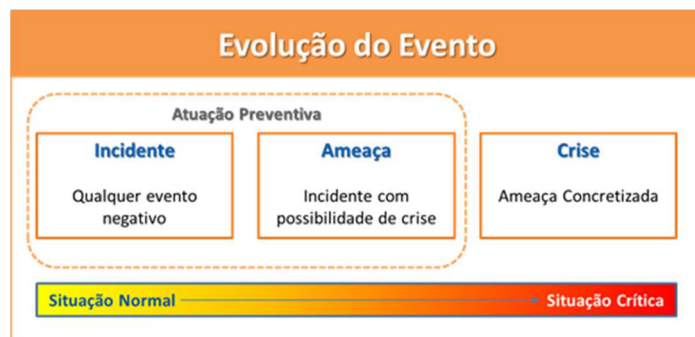 Evolução do Evento
Atuação Preventiva
Incidente
Qualquer evento
negativo
Ameaça
Incidente com
possibilidade de crise
Crise
Ameaça Concretizada
Situação Normal
Situação Crítica